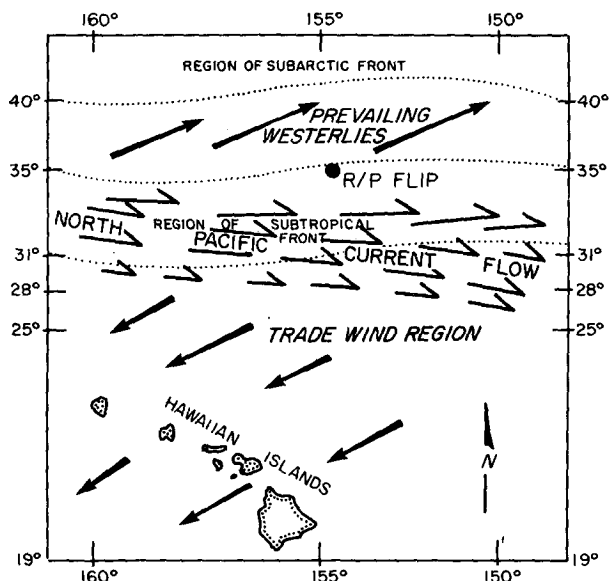 160° 155° 150°
REGION OF SUBARCTIC FRONT
40° 40°
PREVAILING
WESTERLIES
35° 35°
R/P FLIP
NORTH REGION OF SUBTROPICAL
PACIFIC FRONT CURRENT FLOW
31° 31°
28° 28°
25° 25°
TRADE WIND REGION
HAWAIIAN
ISLANDS
N
19° 19°
160° 155° 150°